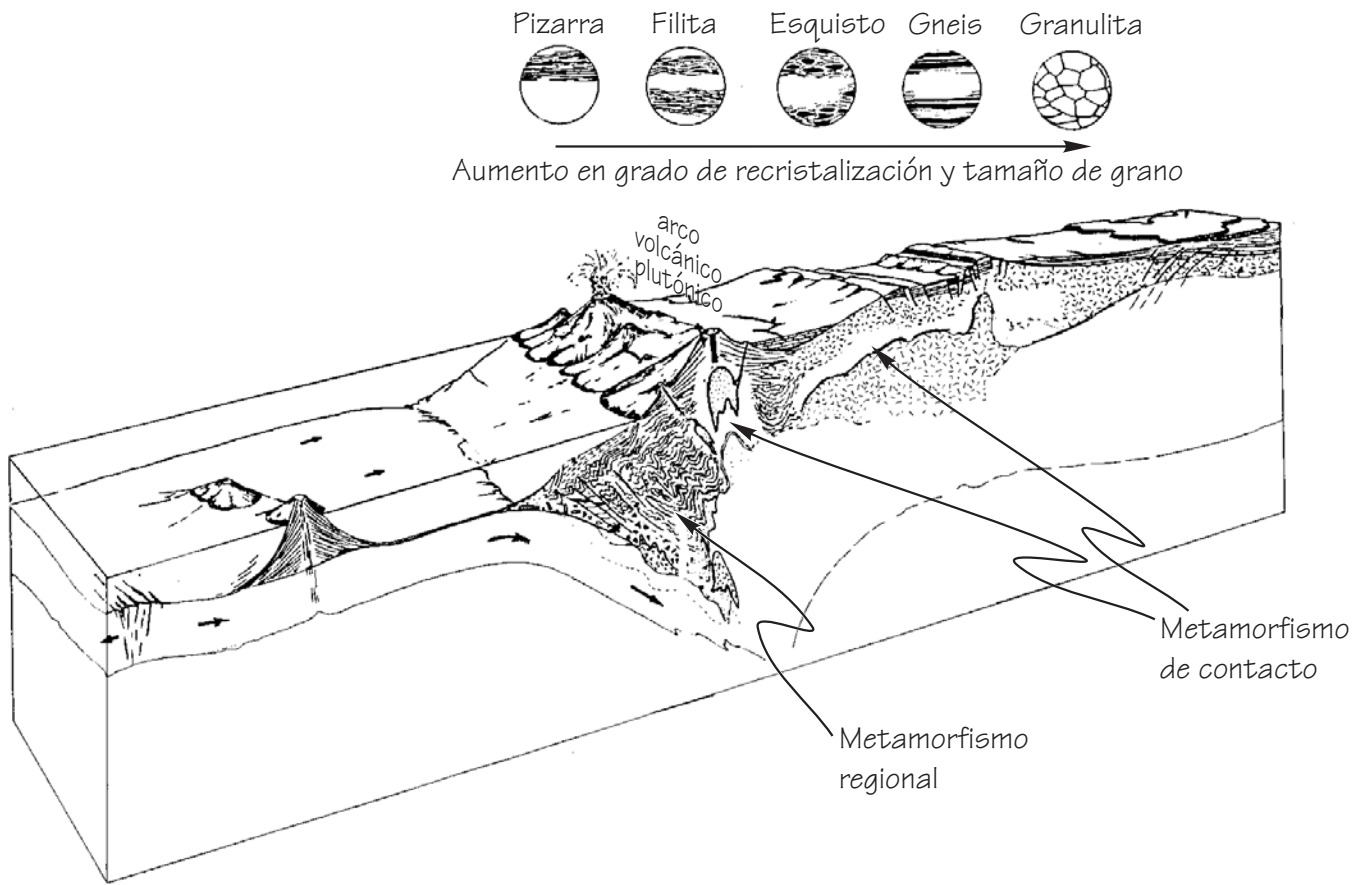 Pizarra Filita Esquisto Gneis Granulita
Aumento en grado de recristalización y tamaño de grano
arco
volcánico
plutónico
Metamorfismo
de contacto
Metamorfismo
regional